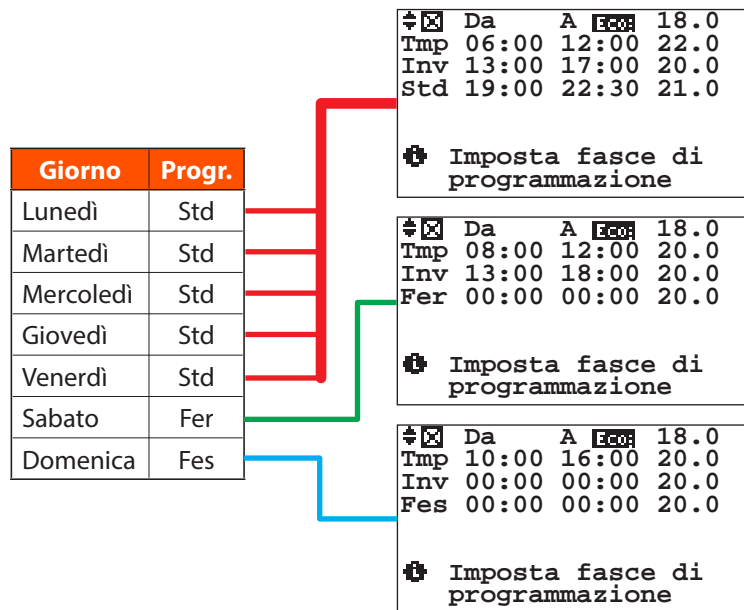 Giorno Progr.
Lunedì Std
Martedì Std
Mercoledì Std
Giovedì Std
Venerdì Std
Sabato Fer
Domenica Fes
Da A Eco: 18.0
Tmp 06:00 12:00 22.0
Inv 13:00 17:00 20.0
Std 19:00 22:30 21.0
Imposta fasce di
programmazione
Da A Eco: 18.0
Tmp 08:00 12:00 20.0
Inv 13:00 18:00 20.0
Fer 00:00 00:00 20.0
Imposta fasce di
programmazione
Da A Eco: 18.0
Tmp 10:00 16:00 20.0
Inv 00:00 00:00 20.0
Fes 00:00 00:00 20.0
Imposta fasce di
programmazione